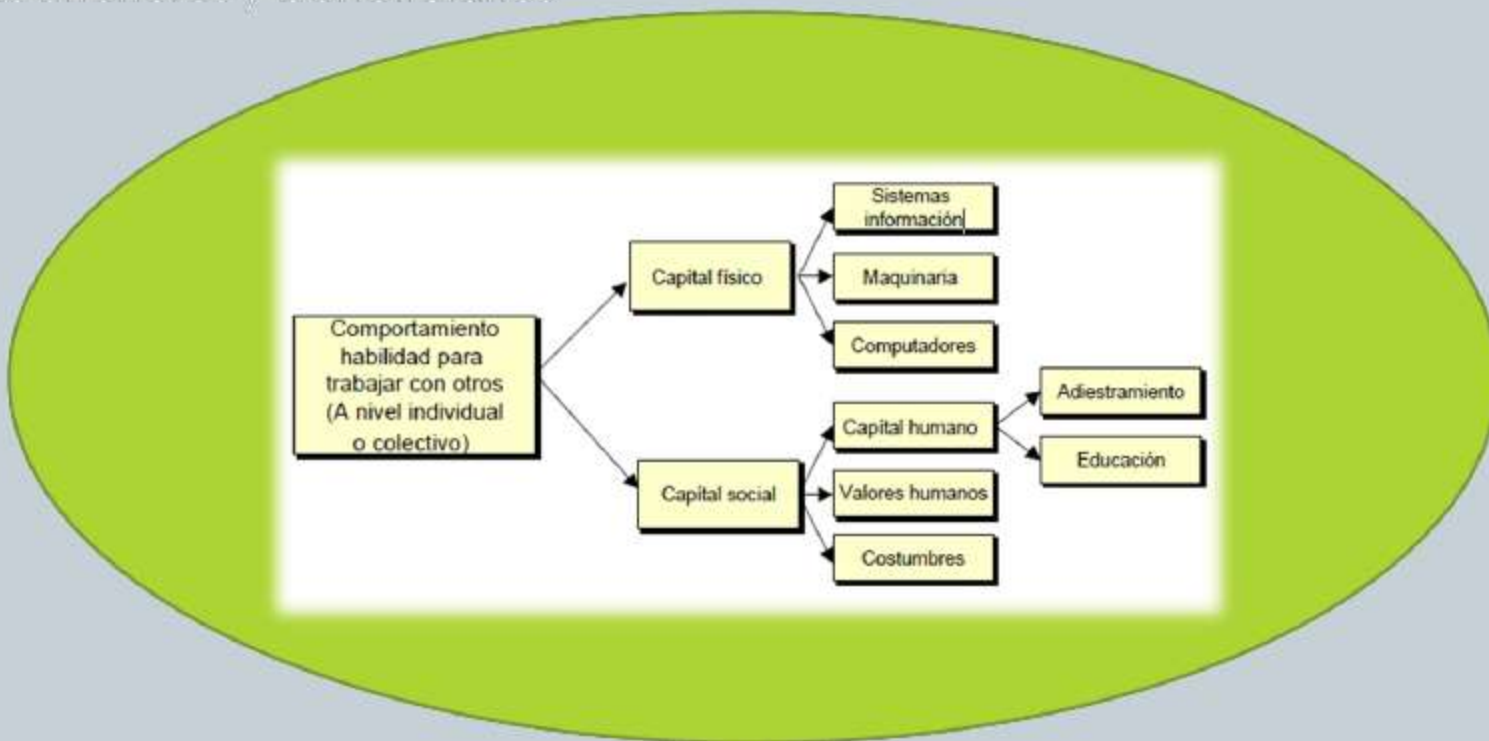 Sistemas
información
Capital físico
Maquinaria
Comportamiento
habilidad para
trabajar con otros
(A nivel individual
o colectivo)
Computadores
Adiestramiento
Capital humano
Educación
Capital social
Valores humanos
Costumbres